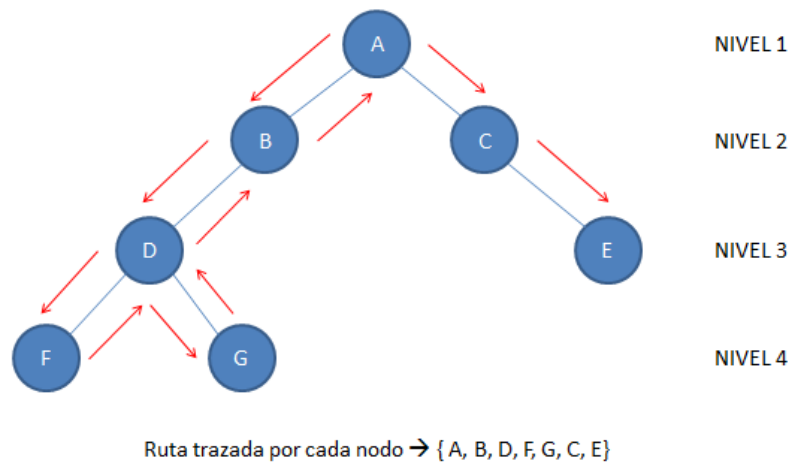 A NIVEL 1
B C NIVEL 2
D E NIVEL 3
F G NIVEL 4
Ruta trazada por cada nodo → { A, B, D, F, G, C, E}